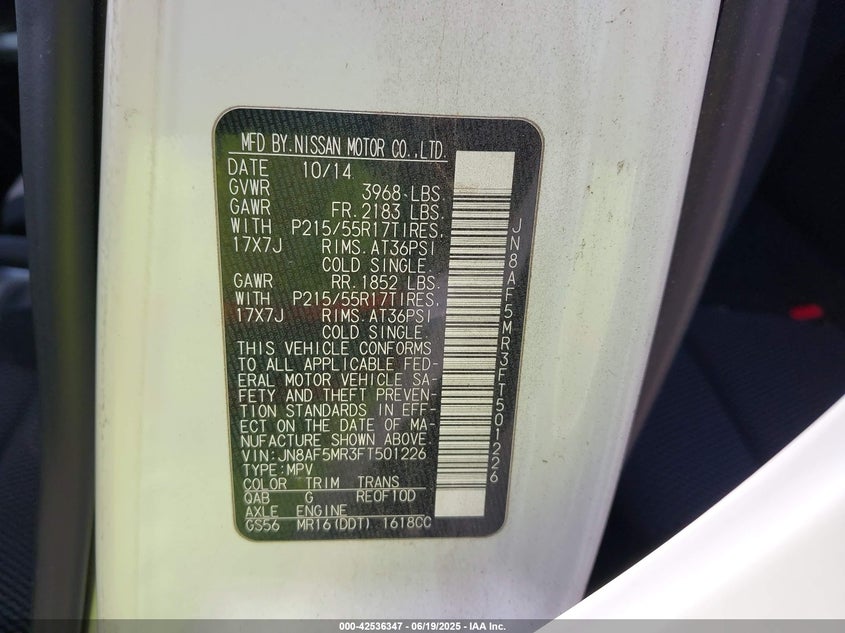 MFD BY:NISSAN MOTOR CO.,LTD.
DATE 10/14
GVWR 3968 LBS.
GAWR FR. 2183 LBS.
WITH P215/55R17TIRES,
17X7J RIMS.AT36PSI
COLD SINGLE.
GAWR RR. 1852 LBS.
WITH P215/55R17TIRES,
17X7J RIMS.AT36PSI
COLD SINGLE.
THIS VEHICLE CONFORMS
TO ALL APPLICABLE FED-
ERAL MOTOR VEHICLE SA-
FETY AND THEFT PREVEN-
TION STANDARDS IN EFF-
ECT ON THE DATE OF MA-
NUFACTURE SHOWN ABOVE.
VIN:JN8AF5MR3FT501226
TYPE:MPV
COLOR TRIM TRANS
QAB G RE0F10D
AXLE ENGINE
GS56 MR16(DDT) 1618CC
JN8AF5MR3FT501226
000-42536347 - 06/19/2025 - IAA Inc.